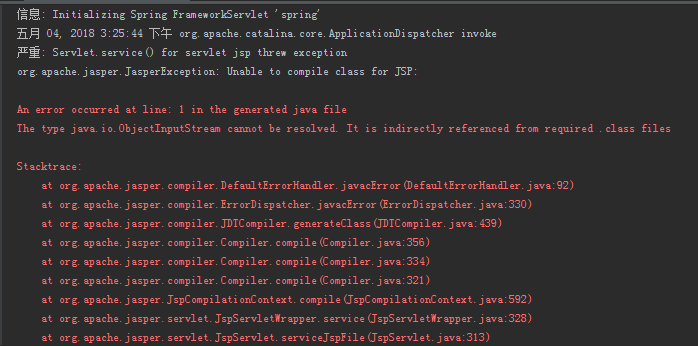 信息: Initializing Spring FrameworkServlet 'spring'
五月 04, 2018 3:25:44 下午 org.apache.catalina.core.ApplicationDispatcher invoke
严重: Servlet.service() for servlet jsp threw exception
org.apache.jasper.JasperException: Unable to compile class for JSP:
An error occurred at line: 1 in the generated java file
The type java.io.ObjectInputStream cannot be resolved. It is indirectly referenced from required .class files
Stacktrace:
at org.apache.jasper.compiler.DefaultErrorHandler.javacError(DefaultErrorHandler.java:92)
at org.apache.jasper.compiler.ErrorDispatcher.javacError(ErrorDispatcher.java:330)
at org.apache.jasper.compiler.JDTCompiler.generateClass(JDTCompiler.java:439)
at org.apache.jasper.compiler.Compiler.compile(Compiler.java:356)
at org.apache.jasper.compiler.Compiler.compile(Compiler.java:334)
at org.apache.jasper.compiler.Compiler.compile(Compiler.java:321)
at org.apache.jasper.JspCompilationContext.compile(JspCompilationContext.java:592)
at org.apache.jasper.servlet.JspServletWrapper.service(JspServletWrapper.java:328)
at org.apache.jasper.servlet.JspServlet.serviceJspFile(JspServlet.java:313)